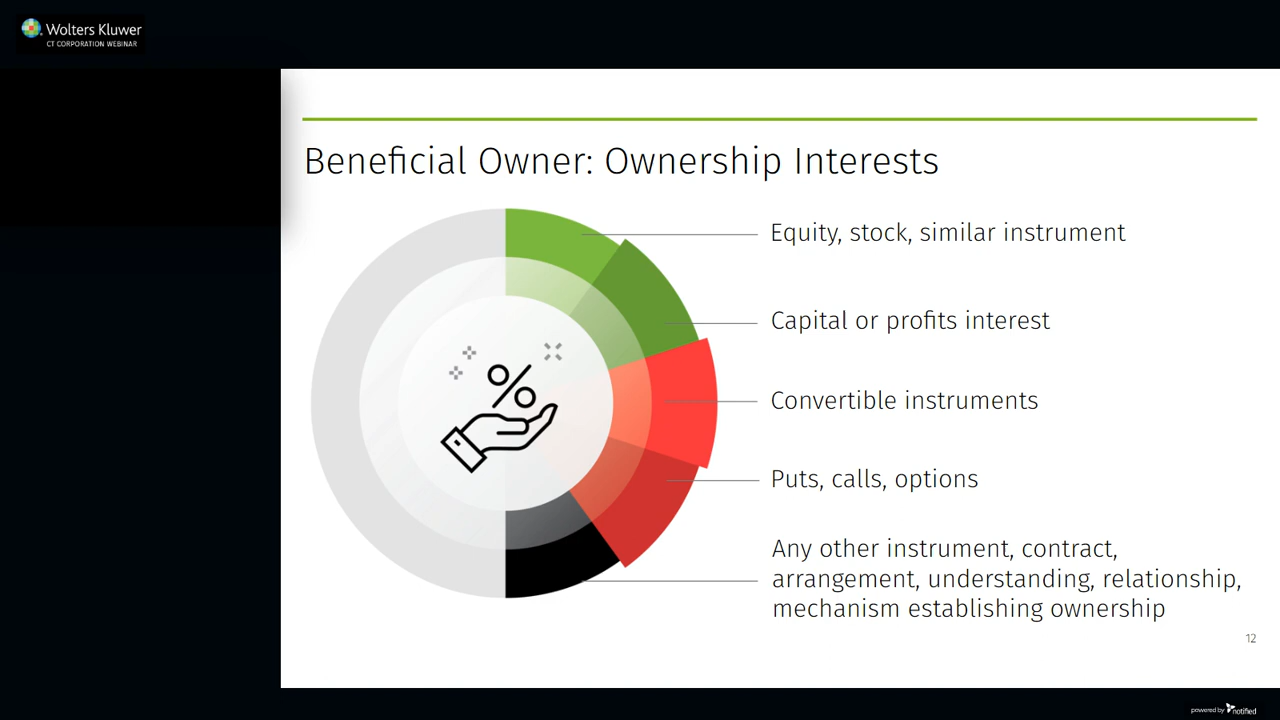 Wolters Kluwer
CT CORPORATION WEBINAR
Beneficial Owner: Ownership Interests
Equity, stock, similar instrument
Capital or profits interest
Convertible instruments
Puts, calls, options
Any other instrument, contract,
arrangement, understanding, relationship,
mechanism establishing ownership
12
powered by notified